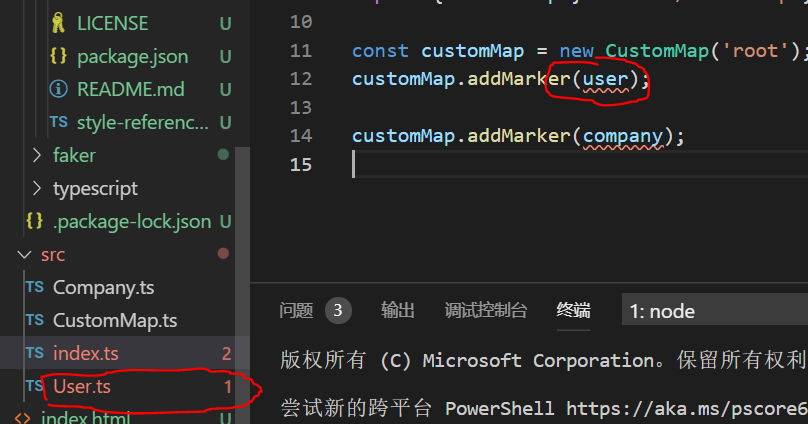 LICENSE U
{} package.json U
README.md U
TS style-referenc... U
faker
typescript
{} .package-lock.json U
src
TS Company.ts
TS CustomMap.ts
TS index.ts 2
TS User.ts 1
index.html U
10
11 const customMap = new CustomMap('root');
12 customMap.addMarker(user);
13
14 customMap.addMarker(company);
15
问题 3 输出 调试控制台 终端 1: node
版权所有 (C) Microsoft Corporation。保留所有权利
尝试新的跨平台 PowerShell https://aka.ms/pscore6